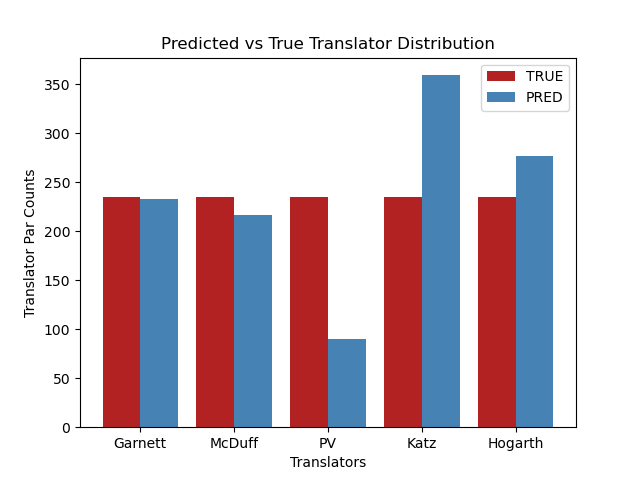 Predicted vs True Translator Distribution
TRUE
PRED
Translator Par Counts
350
300
250
200
150
100
50
0
Garnett McDuff PV Katz Hogarth
Translators